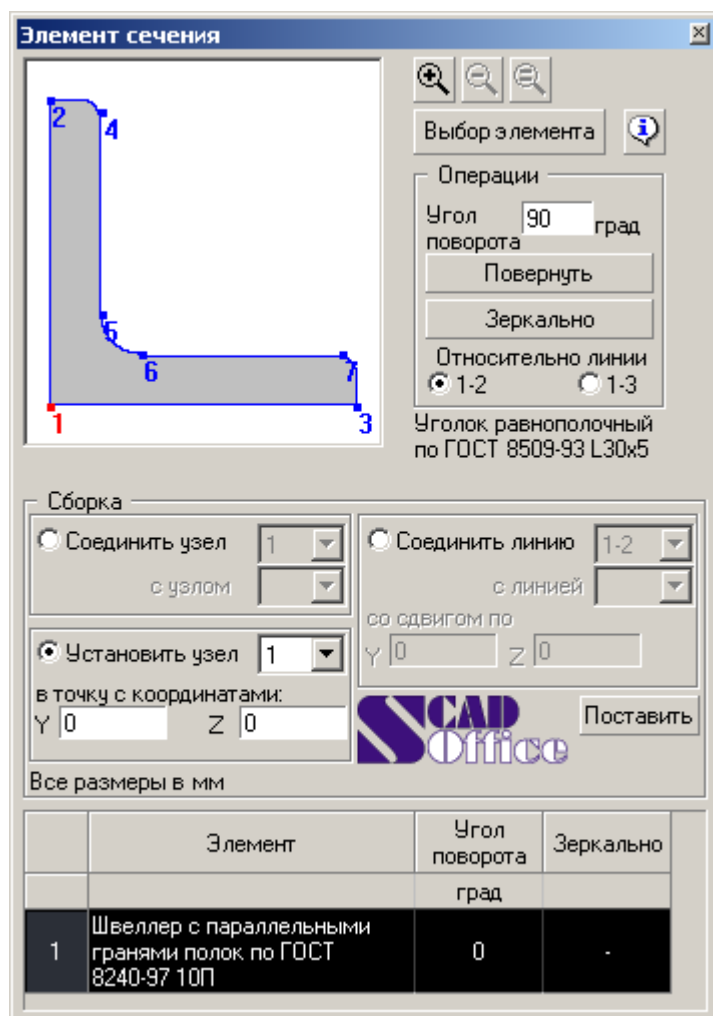 Элемент сечения
2
4
5
6
7
1
3
Выбор элемента
Операции
Угол
поворота
90
град
Повернуть
Зеркально
Относительно линии
1-2
1-3
Уголок равнополочный
по ГОСТ 8509-93 L30x5
Сборка
Соединить узел
1
с узлом
Соединить линию
1-2
с линией
со сдвигом по
Y
0
Z
0
Установить узел
1
в точку с координатами:
Y
0
Z
0
SCAD
Office
Поставить
Все размеры в мм
Элемент
Угол
поворота
Зеркально
град
1
Швеллер с параллельными
гранями полок по ГОСТ
8240-97 10П
0
-